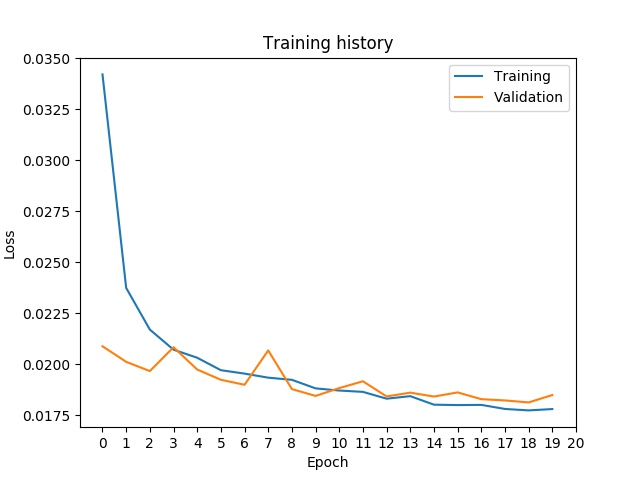 Training history
Training
Validation
Loss
0.0350
0.0325
0.0300
0.0275
0.0250
0.0225
0.0200
0.0175
0 1 2 3 4 5 6 7 8 9 10 11 12 13 14 15 16 17 18 19 20
Epoch